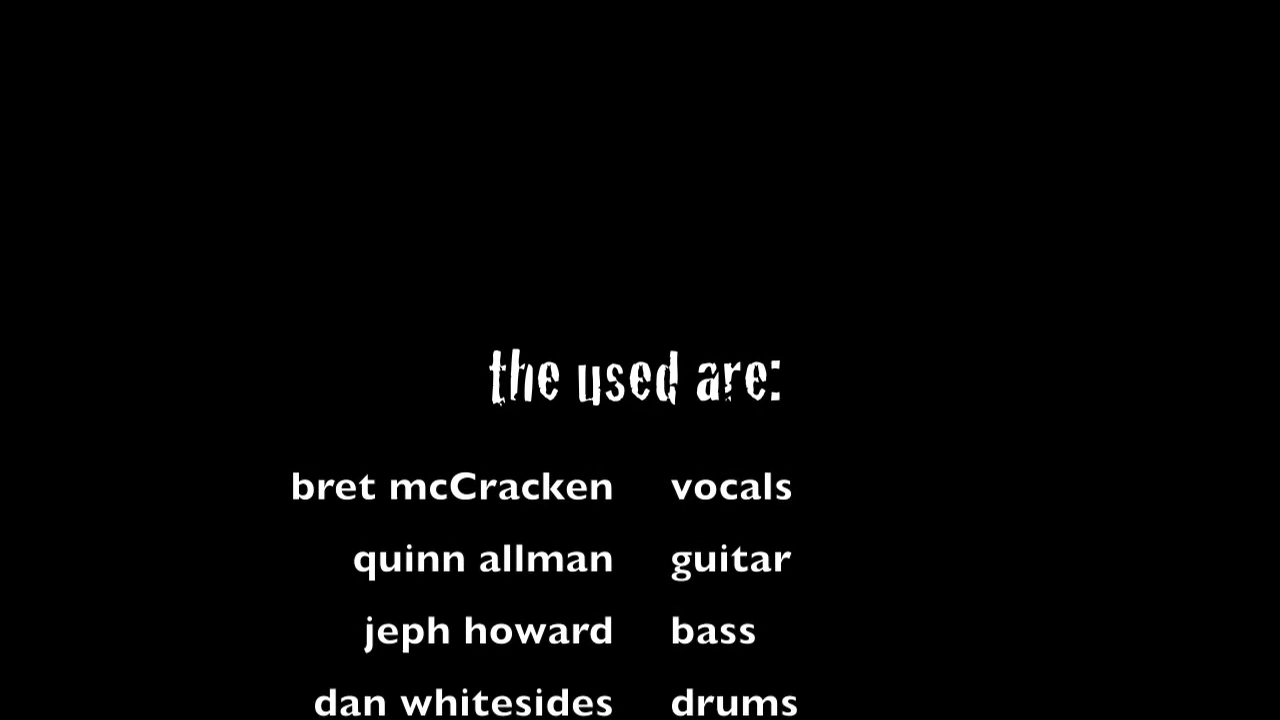 the used are:
bret mcCracken vocals
quinn allman guitar
jeph howard bass
dan whitesides drums